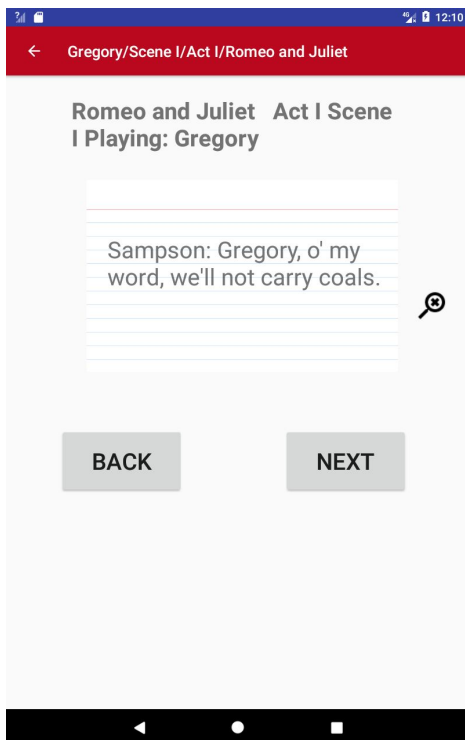 12:10
Gregory/Scene I/Act I/Romeo and Juliet
Romeo and Juliet Act I Scene
I Playing: Gregory
Sampson: Gregory, o' my
word, we'll not carry coals.
BACK NEXT